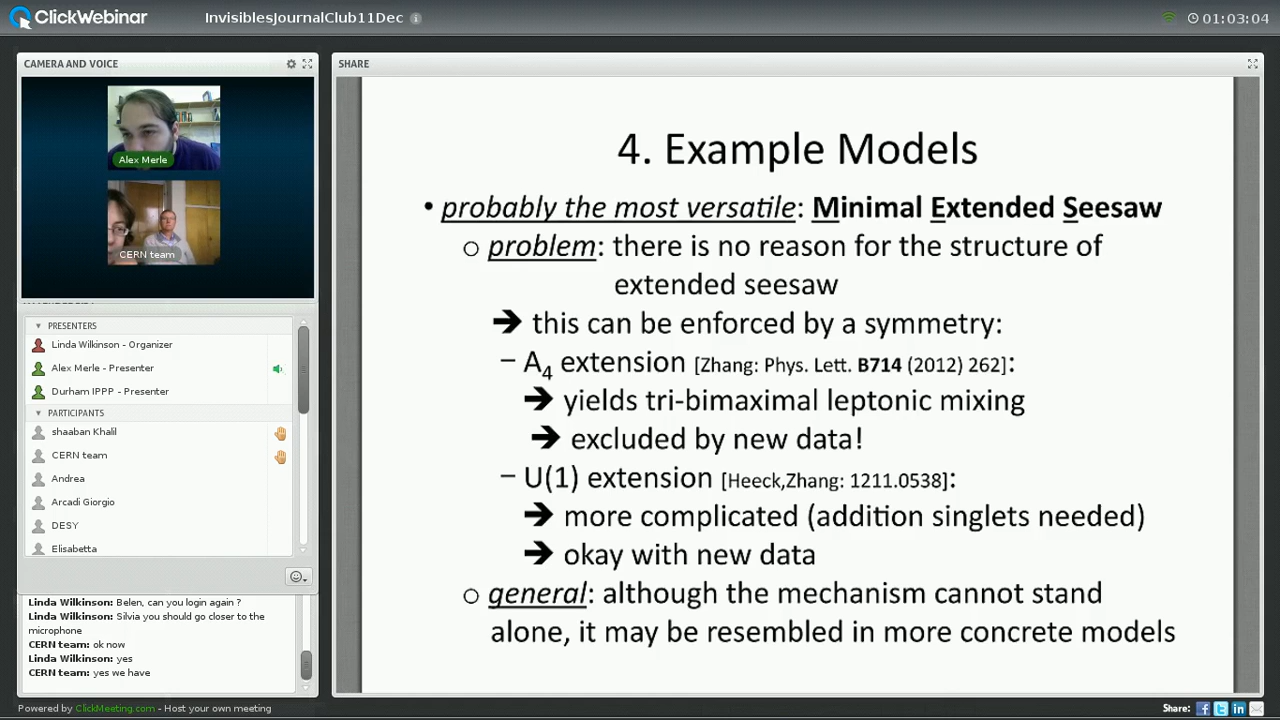 ClickWebinar
InvisiblesJournalClub11Dec
01:03:04
CAMERA AND VOICE
Alex Merle
CERN team
PRESENTERS
Linda Wilkinson - Organizer
Alex Merle - Presenter
Durham IPPP - Presenter
PARTICIPANTS
shaaban Khalil
CERN team
Andrea
Arcadi Giorgio
DESY
Elisabetta
Linda Wilkinson: Belen, can you login again ?
Linda Wilkinson: Silvia you should go closer to the
microphone
CERN team: ok now
Linda Wilkinson: yes
CERN team: yes we have
SHARE
4. Example Models
• probably the most versatile: Minimal Extended Seesaw
o problem: there is no reason for the structure of
extended seesaw
➔ this can be enforced by a symmetry:
– A4 extension [Zhang: Phys. Lett. B714 (2012) 262]:
➔ yields tri-bimaximal leptonic mixing
➔ excluded by new data!
– U(1) extension [Heeck,Zhang: 1211.0538]:
➔ more complicated (addition singlets needed)
➔ okay with new data
o general: although the mechanism cannot stand
alone, it may be resembled in more concrete models
Powered by ClickMeeting.com - Host your own meeting
Share: